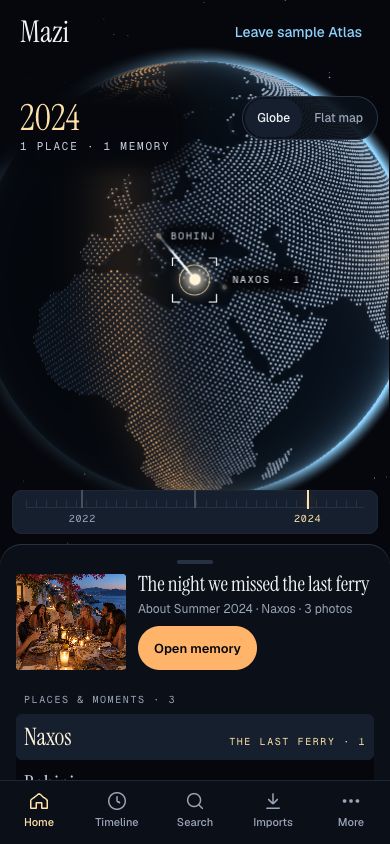 Mazi
Leave sample Atlas
2024
1 PLACE · 1 MEMORY
Globe
Flat map
BOHINJ
NAXOS · 1
2022
2024
The night we missed the last ferry
About Summer 2024 · Naxos · 3 photos
Open memory
PLACES & MOMENTS · 3
Naxos
THE LAST FERRY · 1
Home
Timeline
Search
Imports
More